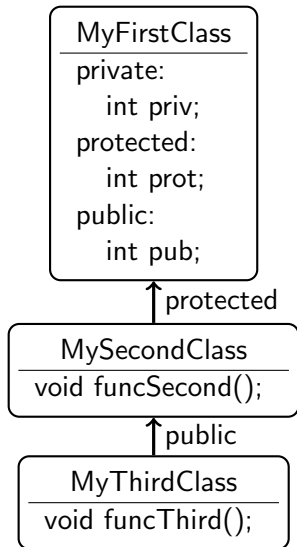 MyFirstClass
private:
int priv;
protected:
int prot;
public:
int pub;
protected
MySecondClass
void funcSecond();
public
MyThirdClass
void funcThird();